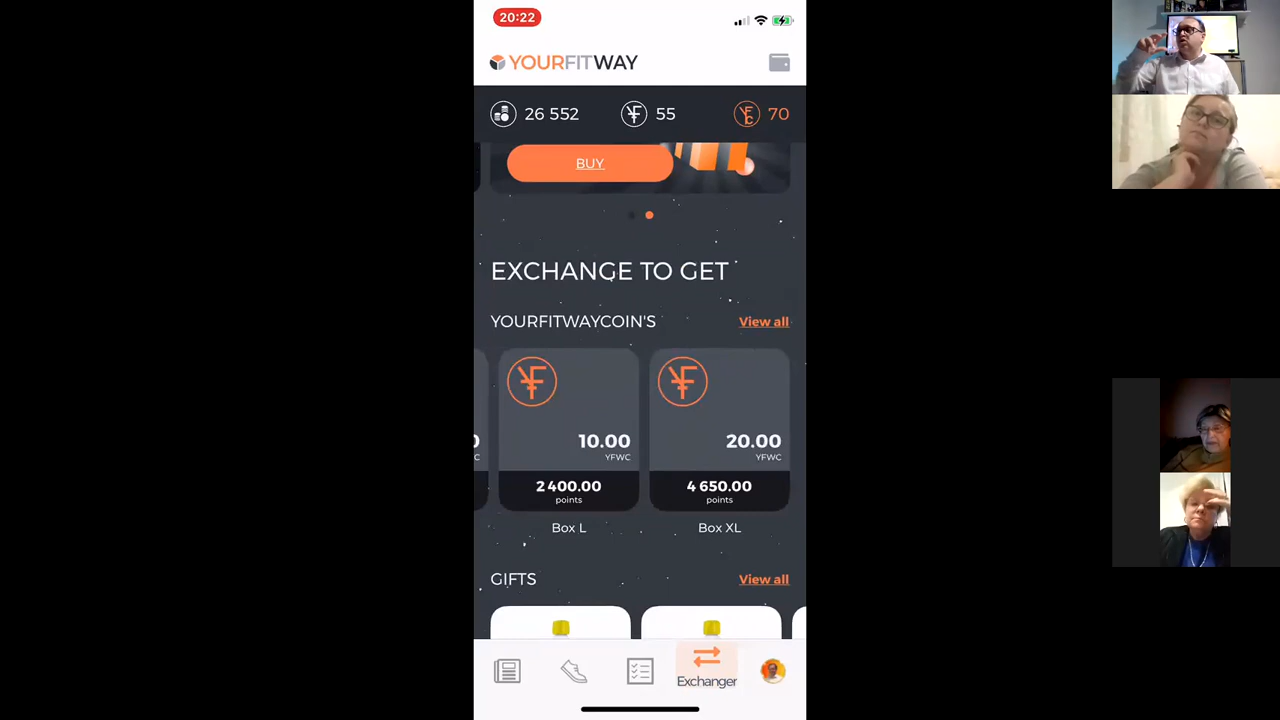 20:22
YOURFITWAY
26 552
55
70
BUY
EXCHANGE TO GET
YOURFITWAYCOIN'S
View all
10.00
20.00
YFWC
YFWC
2 400.00
4 650.00
points
points
Box L
Box XL
GIFTS
View all
Exchanger